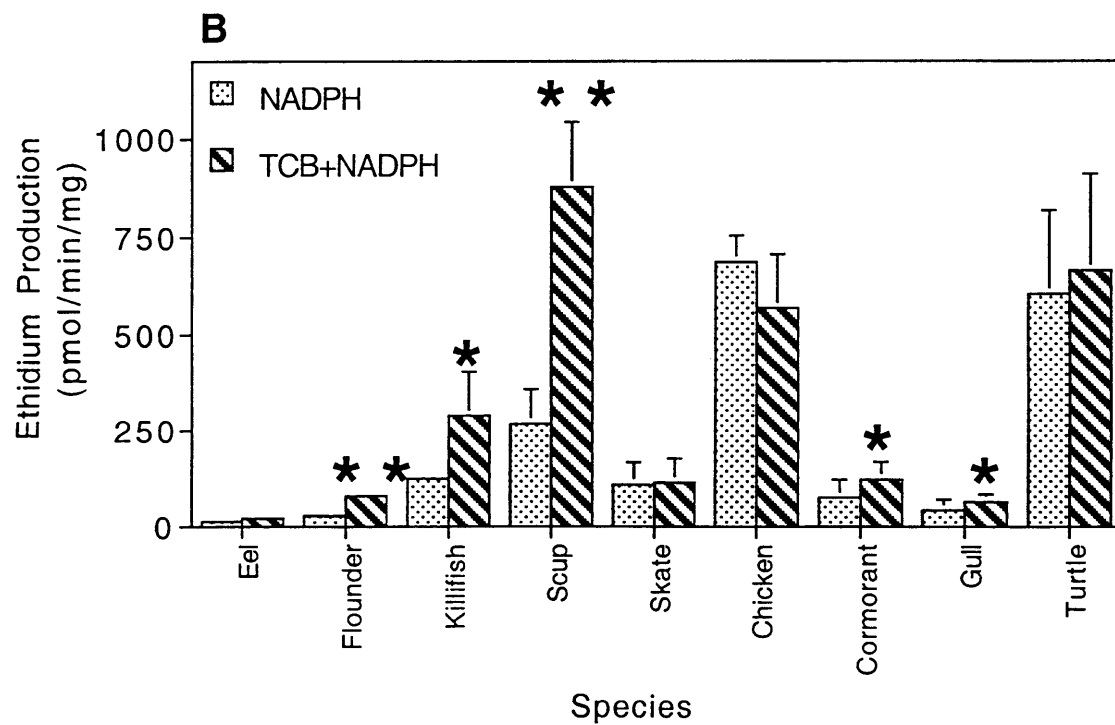 B
NADPH
TCB+NADPH
* *
*
* *
*
*
Ethidium Production
(pmol/min/mg)
1000
750
500
250
0
Eel
Flounder
Killifish
Scup
Skate
Chicken
Cormorant
Gull
Turtle
Species